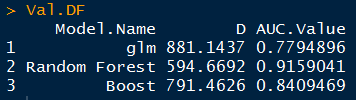 > Val.DF
Model.Name D AUC.Value
1 glm 881.1437 0.7794896
2 Random Forest 594.6692 0.9159041
3 Boost 791.4626 0.8409469